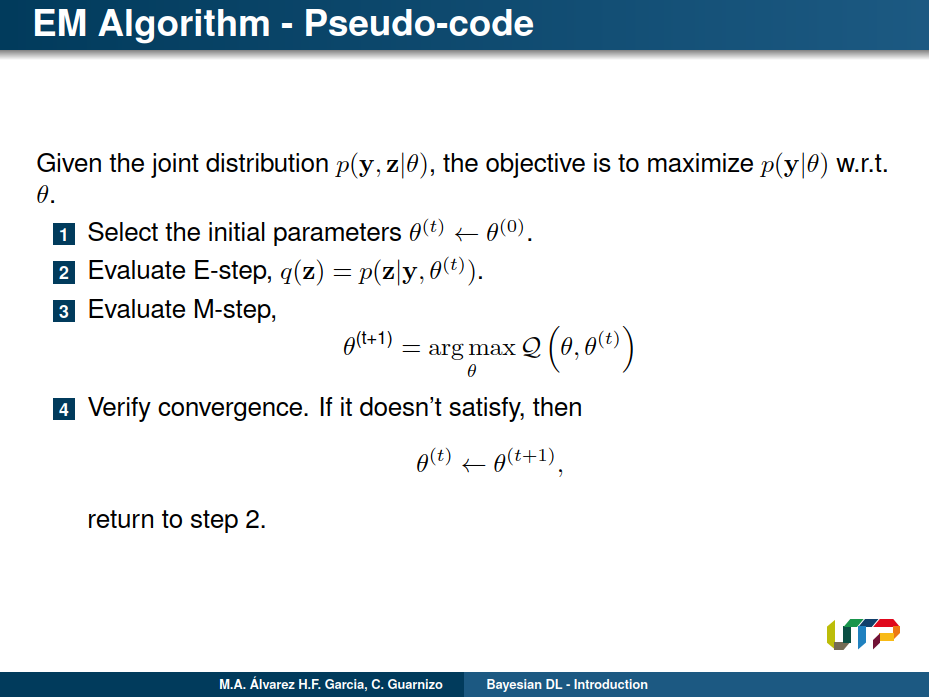 EM Algorithm - Pseudo-code
Given the joint distribution p(y, z|θ), the objective is to maximize p(y|θ) w.r.t.
θ.
1 Select the initial parameters θ^(t) ← θ^(0).
2 Evaluate E-step, q(z) = p(z|y, θ^(t)).
3 Evaluate M-step,
θ^(t+1) = arg max_θ Q(θ, θ^(t))
4 Verify convergence. If it doesn't satisfy, then
θ^(t) ← θ^(t+1),
return to step 2.
UTP
M.A. Álvarez H.F. Garcia, C. Guarnizo Bayesian DL - Introduction